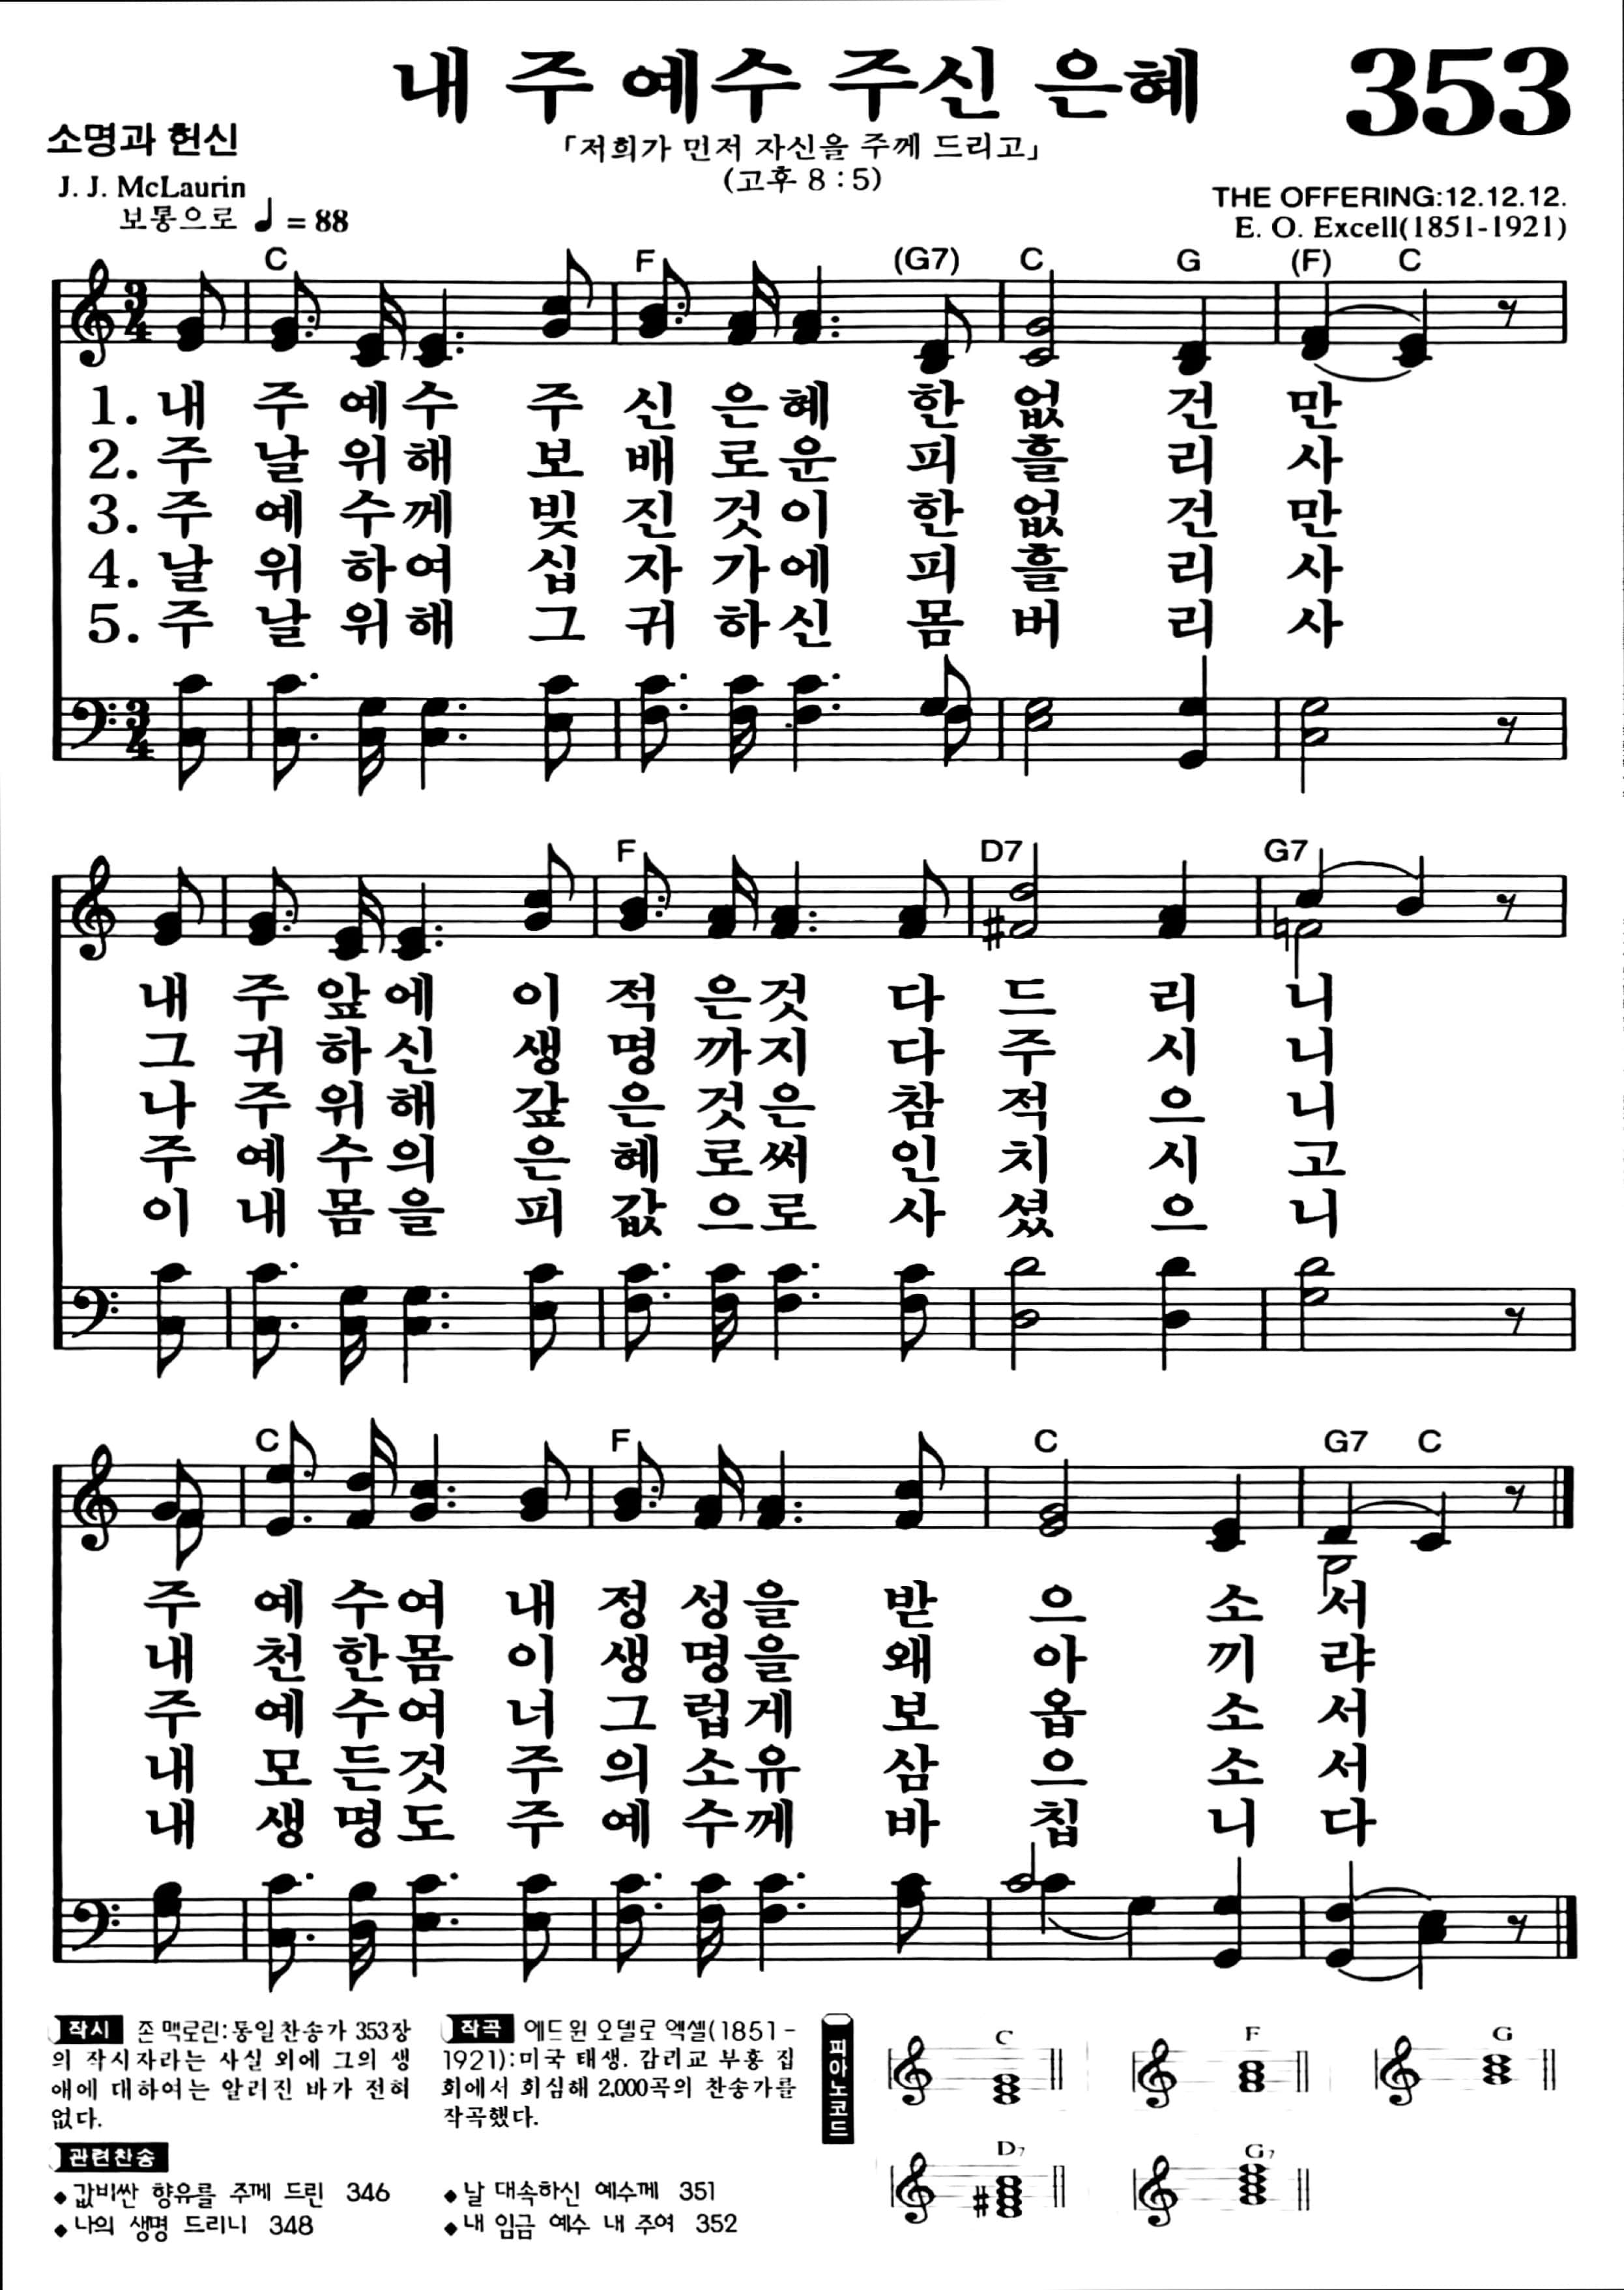 내 주 예수 주신 은혜 353
소명과 헌신
「저희가 먼저 자신을 주께 드리고」
(고후 8 : 5)
J. J. McLaurin
보통으로 ♩ = 88
THE OFFERING:12.12.12.
E. O. Excell(1851-1921)
C F (G7) C G (F) C
1. 내 주 예 수 주 신 은 혜 한 없 건 만
2. 주 날 위 해 보 배 로 운 피 흘 리 사
3. 주 예 수 께 빚 진 것 이 한 없 건 만
4. 날 위 하 여 십 자 가 에 피 흘 리 사
5. 주 날 위 해 그 귀 하 신 몸 버 리 사
F D7 G7
내 주 앞 에 이 적 은 것 다 드 리 니
그 귀 하 신 생 명 까 지 다 주 시 니
나 주 위 해 갚 은 것 은 참 적 으 니
주 예 수 의 은 혜 로 써 인 치 시 고
이 내 몸 을 피 값 으 로 사 셨 으 니
C F C G7 C
주 예 수 여 내 정 성 을 받 으 소 서
내 천 한 몸 이 생 명 을 왜 아 끼 랴
주 예 수 여 너 그 럽 게 보 옵 소 서
내 모 든 것 주 의 소 유 삼 으 소 서
내 생 명 도 주 예 수 께 바 칩 니 다
작시 존 맥로린:통일 찬송가 353장
의 작시자라는 사실 외에 그의 생
애에 대하여는 알려진 바가 전혀
없다.
작곡 에드윈 오델로 엑셀(1851-
1921):미국 태생. 감리교 부흥 집
회에서 회심해 2,000곡의 찬송가를
작곡했다.
관련찬송
◆값비싼 향유를 주께 드린 346
◆나의 생명 드리니 348
◆날 대속하신 예수께 351
◆내 임금 예수 내 주여 352
피아노코드
C F G
D7 G7